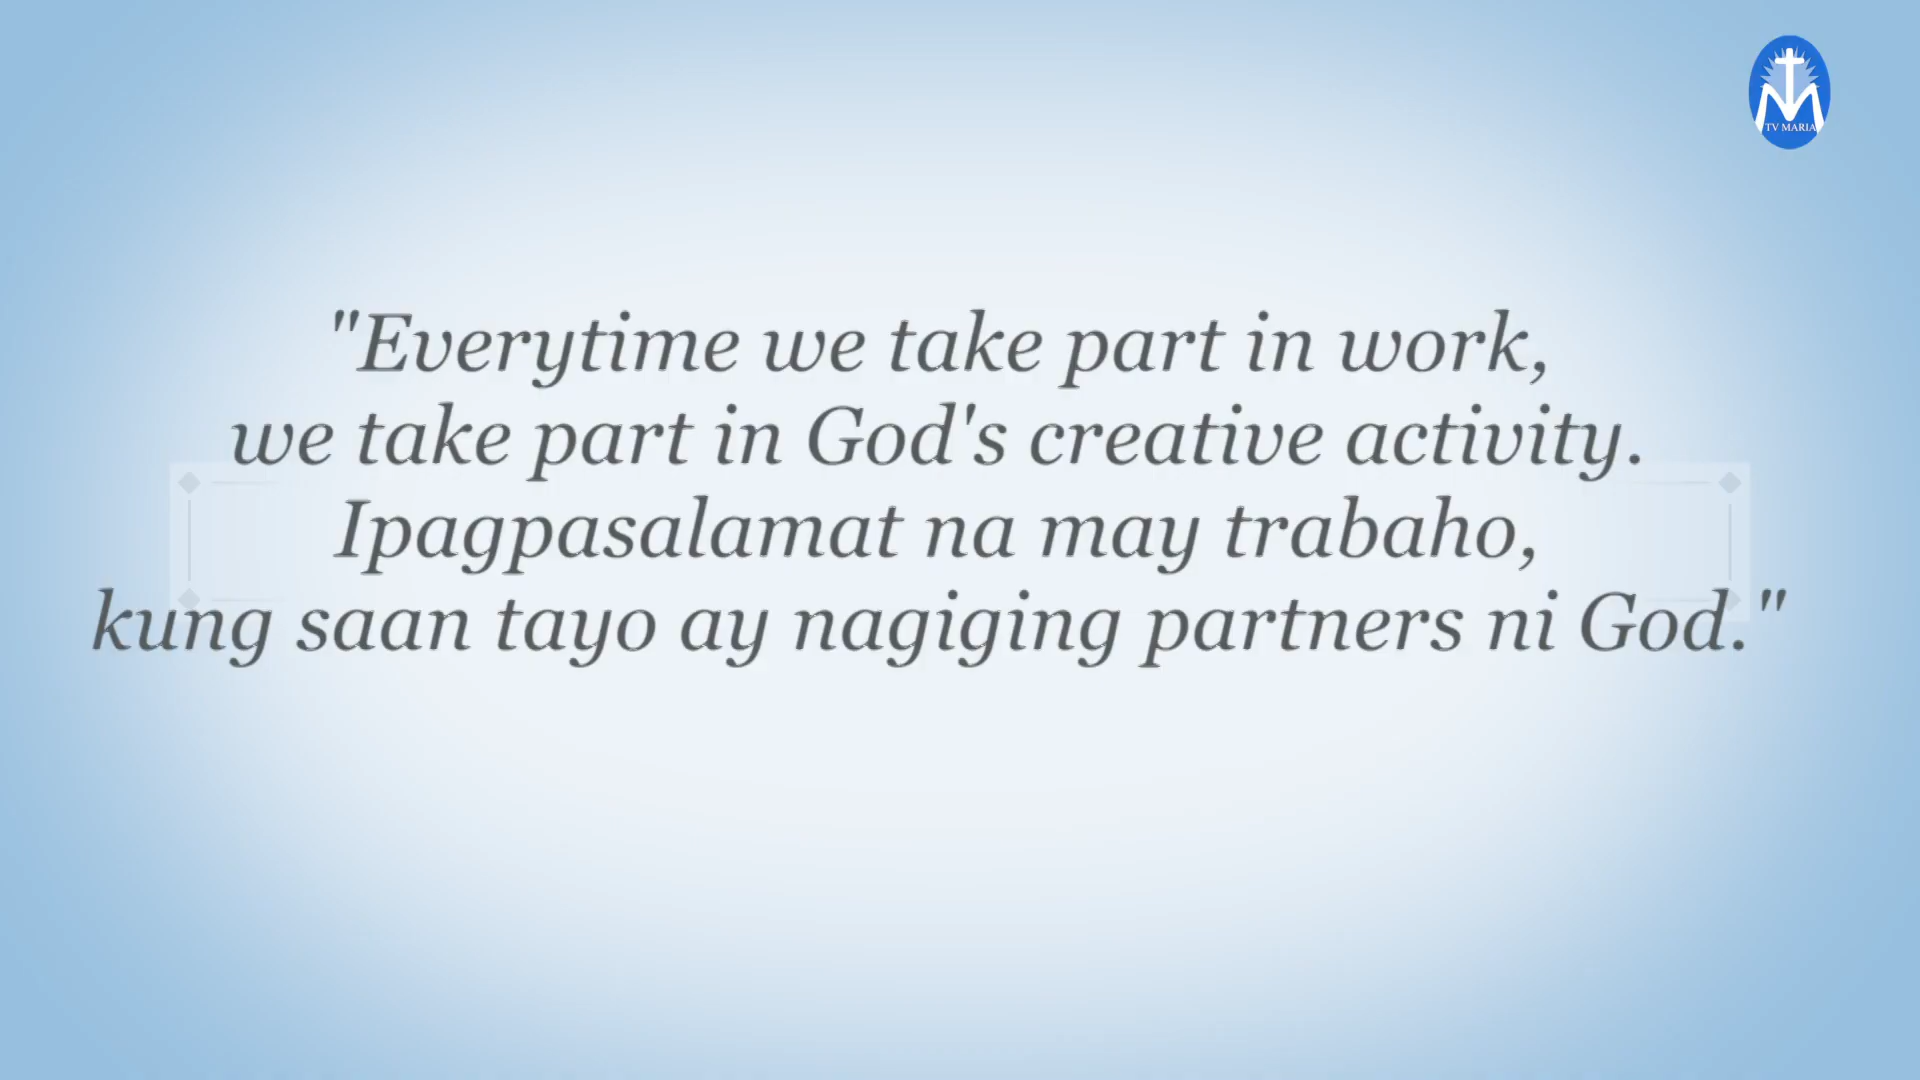 TV MARIA
"Everytime we take part in work,
we take part in God's creative activity.
Ipagpasalamat na may trabaho,
kung saan tayo ay nagiging partners ni God."